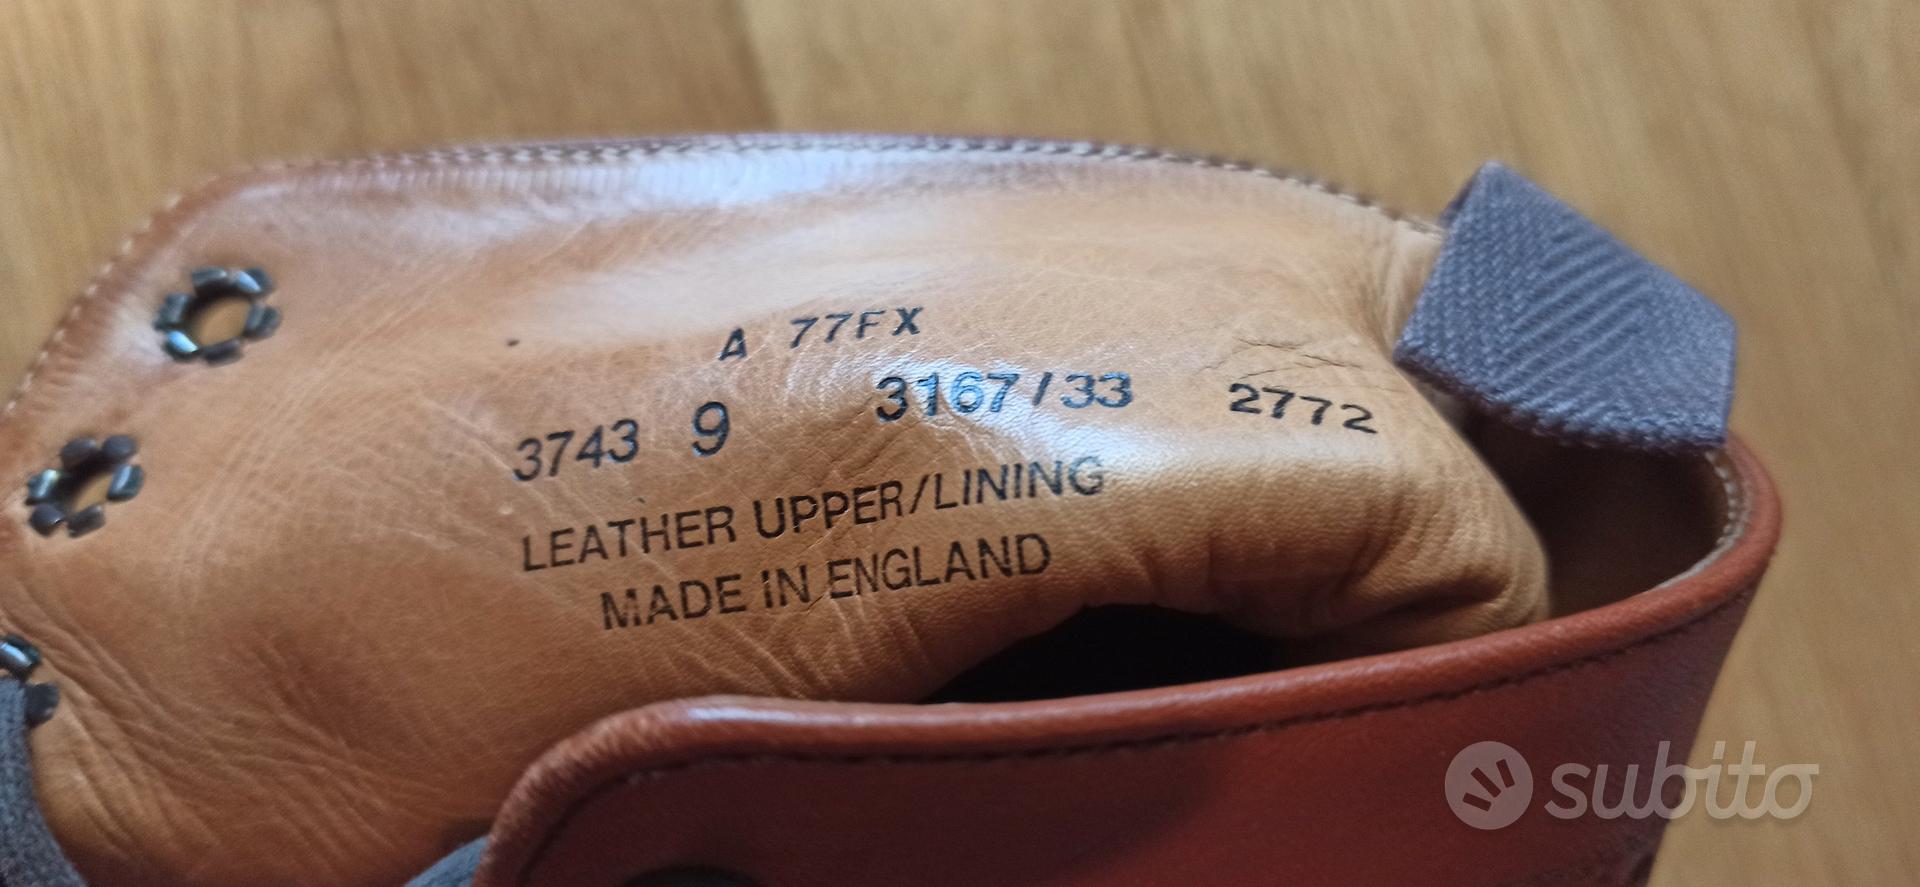 A 77FX
3743 9 3167/33 2772
LEATHER UPPER/LINING
MADE IN ENGLAND
subito